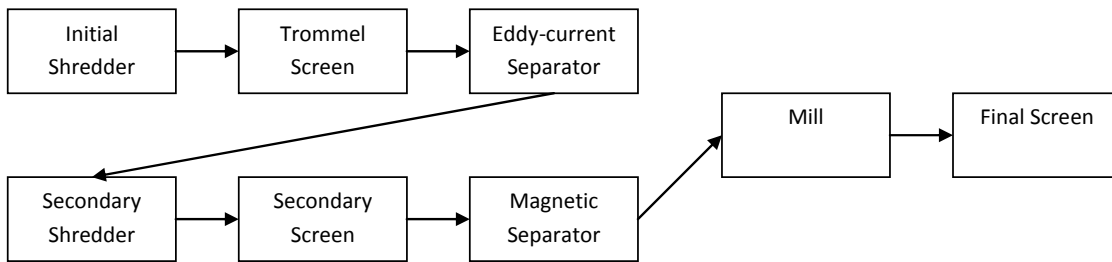 Initial
Shredder
Trommel
Screen
Eddy-current
Separator
Mill
Final Screen
Secondary
Shredder
Secondary
Screen
Magnetic
Separator